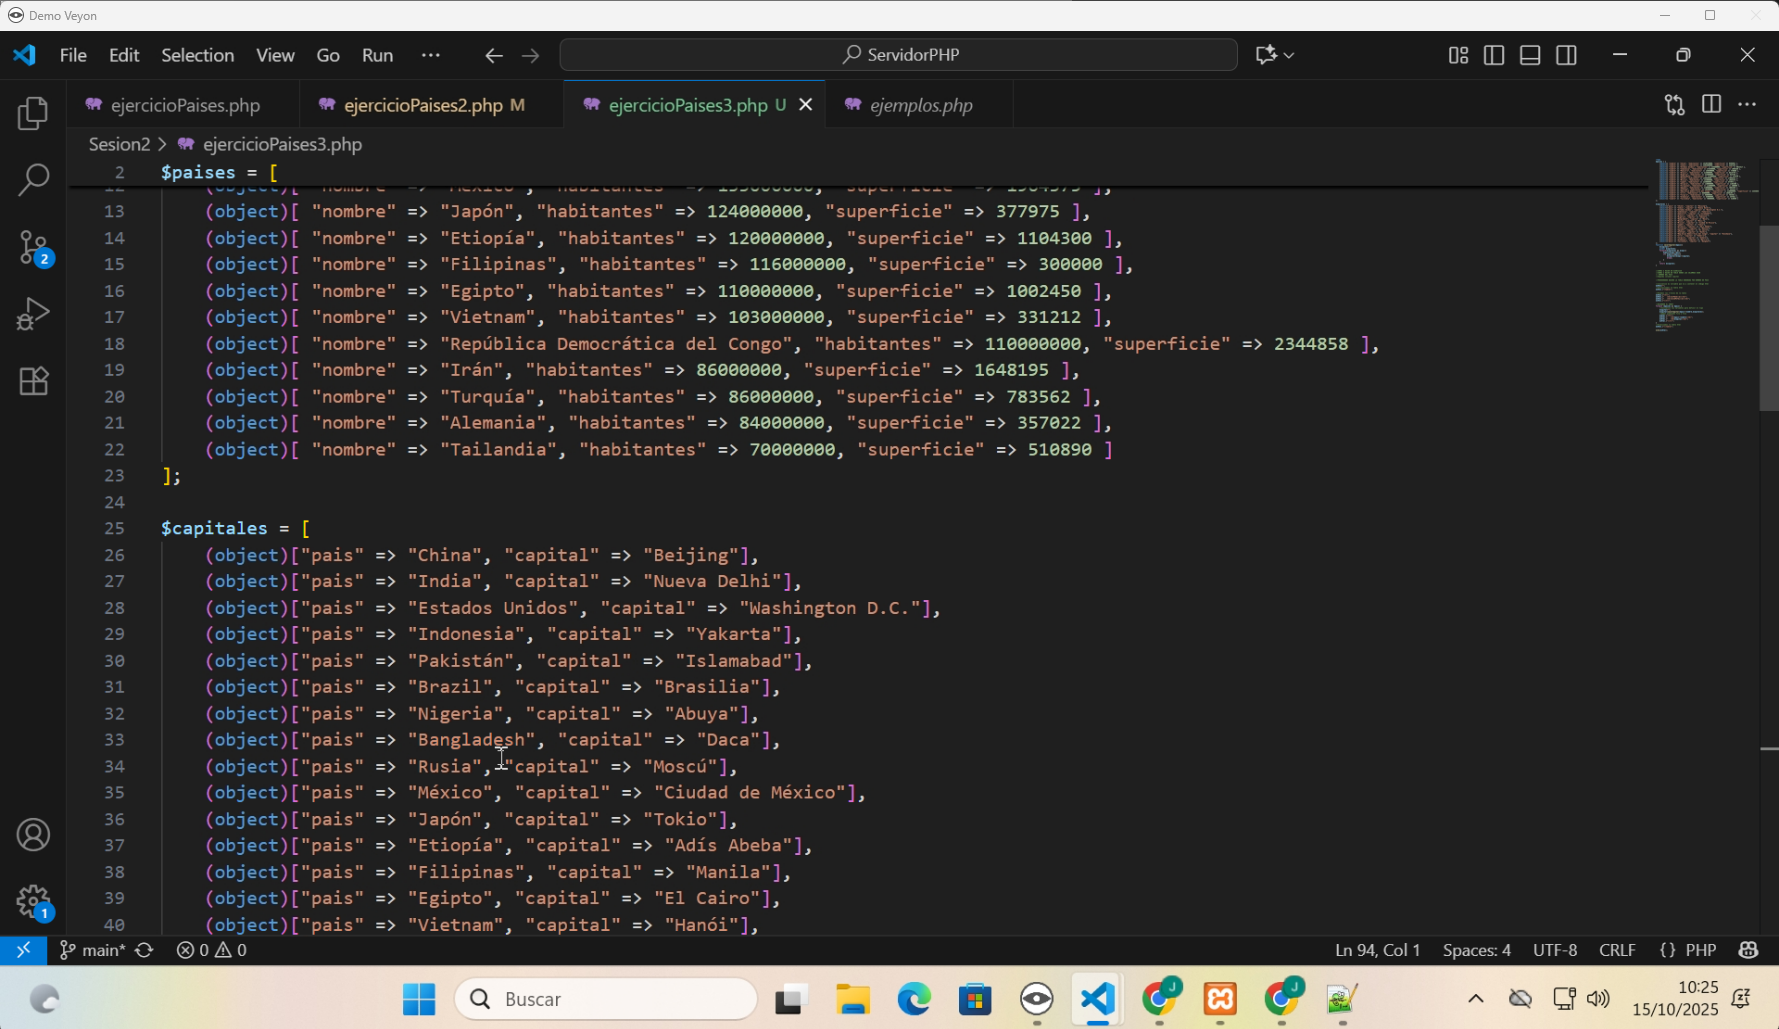 Demo Veyon
File Edit Selection View Go Run ··· ServidorPHP
ejercicioPaises.php ejercicioPaises2.php M ejercicioPaises3.php U ejemplos.php
Sesion2 > ejercicioPaises3.php
2 $paises = [
13 (object)[ "nombre" => "Japón", "habitantes" => 124000000, "superficie" => 377975 ],
14 (object)[ "nombre" => "Etiopía", "habitantes" => 120000000, "superficie" => 1104300 ],
15 (object)[ "nombre" => "Filipinas", "habitantes" => 116000000, "superficie" => 300000 ],
16 (object)[ "nombre" => "Egipto", "habitantes" => 110000000, "superficie" => 1002450 ],
17 (object)[ "nombre" => "Vietnam", "habitantes" => 103000000, "superficie" => 331212 ],
18 (object)[ "nombre" => "República Democrática del Congo", "habitantes" => 110000000, "superficie" => 2344858 ],
19 (object)[ "nombre" => "Irán", "habitantes" => 86000000, "superficie" => 1648195 ],
20 (object)[ "nombre" => "Turquía", "habitantes" => 86000000, "superficie" => 783562 ],
21 (object)[ "nombre" => "Alemania", "habitantes" => 84000000, "superficie" => 357022 ],
22 (object)[ "nombre" => "Tailandia", "habitantes" => 70000000, "superficie" => 510890 ]
23 ];
24
25 $capitales = [
26 (object)["pais" => "China", "capital" => "Beijing"],
27 (object)["pais" => "India", "capital" => "Nueva Delhi"],
28 (object)["pais" => "Estados Unidos", "capital" => "Washington D.C."],
29 (object)["pais" => "Indonesia", "capital" => "Yakarta"],
30 (object)["pais" => "Pakistán", "capital" => "Islamabad"],
31 (object)["pais" => "Brazil", "capital" => "Brasilia"],
32 (object)["pais" => "Nigeria", "capital" => "Abuya"],
33 (object)["pais" => "Bangladesh", "capital" => "Daca"],
34 (object)["pais" => "Rusia", "capital" => "Moscú"],
35 (object)["pais" => "México", "capital" => "Ciudad de México"],
36 (object)["pais" => "Japón", "capital" => "Tokio"],
37 (object)["pais" => "Etiopía", "capital" => "Adís Abeba"],
38 (object)["pais" => "Filipinas", "capital" => "Manila"],
39 (object)["pais" => "Egipto", "capital" => "El Cairo"],
40 (object)["pais" => "Vietnam", "capital" => "Hanói"],
2
1
main* 0 0 Ln 94, Col 1 Spaces: 4 UTF-8 CRLF {} PHP
Buscar
J
J
10:25
15/10/2025